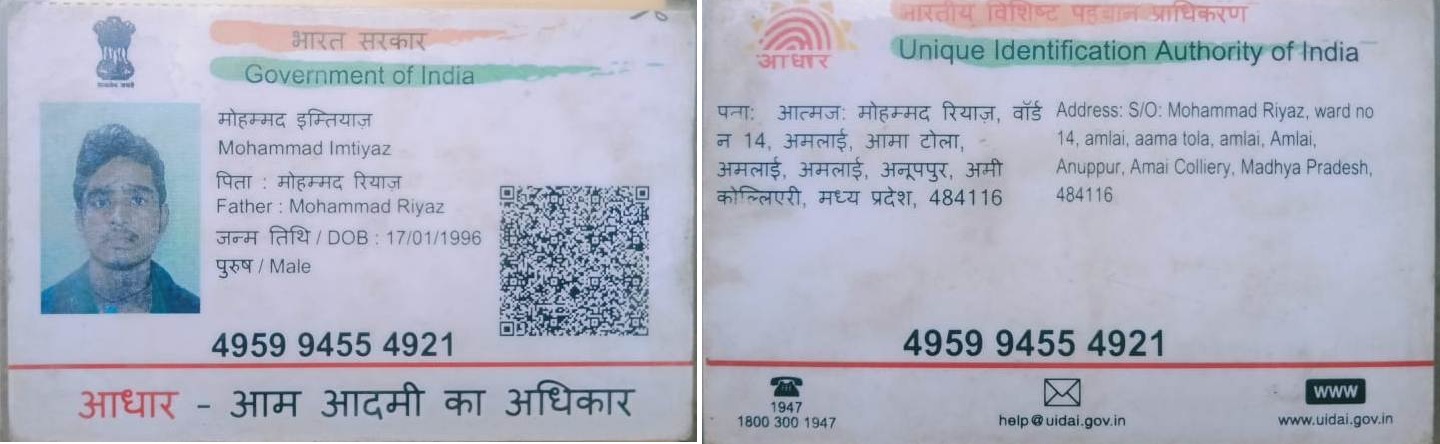 भारत सरकार
Government of India
मोहम्मद इम्तियाज़
Mohammad Imtiyaz
पिता : मोहम्मद रियाज़
Father : Mohammad Riyaz
जन्म तिथि / DOB : 17/01/1996
पुरुष / Male
4959 9455 4921
आधार - आम आदमी का अधिकार
भारतीय विशिष्ट पहचान प्राधिकरण
Unique Identification Authority of India
आधार
पता: आत्मज: मोहम्मद रियाज़, वॉर्ड
न 14, अमलाई, आमा टोला,
अमलाई, अमलाई, अनूपपुर, अमी
कोल्लिएरी, मध्य प्रदेश, 484116
Address: S/O: Mohammad Riyaz, ward no
14, amlai, aama tola, amlai, Amlai,
Anuppur, Amai Colliery, Madhya Pradesh,
484116
4959 9455 4921
1947
1800 300 1947
help@uidai.gov.in
WWW
www.uidai.gov.in